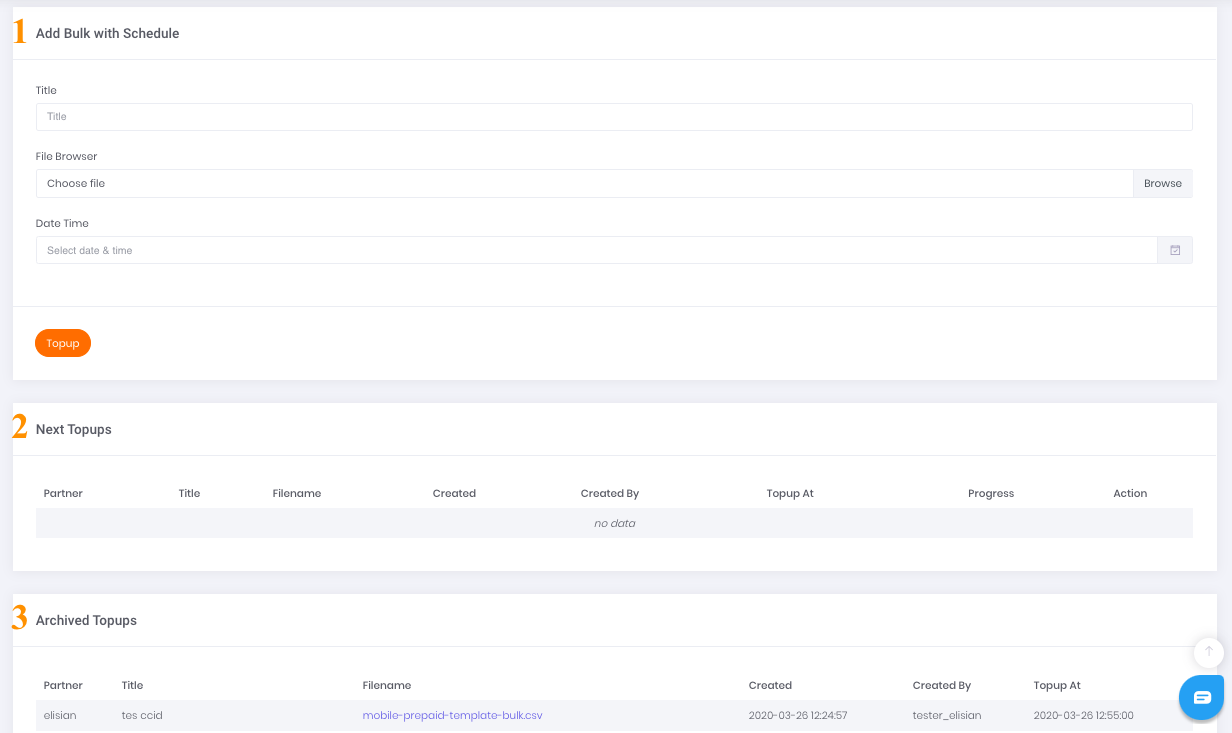 1 Add Bulk with Schedule
Title
Title
File Browser
Choose file Browse
Date Time
Select date & time
Topup
2 Next Topups
Partner Title Filename Created Created By Topup At Progress Action
no data
3 Archived Topups
Partner Title Filename Created Created By Topup At
elisian tes ccid mobile-prepaid-template-bulk.csv 2020-03-26 12:24:57 tester_elisian 2020-03-26 12:55:00